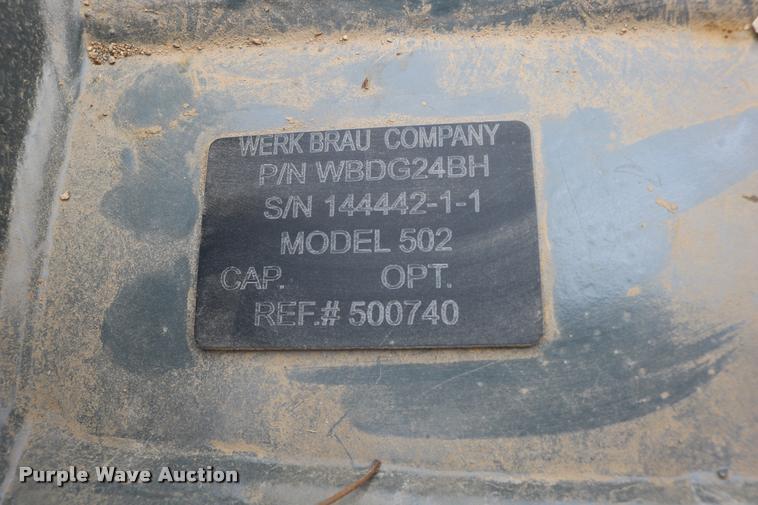 WERK BRAU COMPANY
P/N WBDG24BH
S/N 144442-1-1
MODEL 502
CAP. OPT.
REF.# 500740
Purple Wave Auction